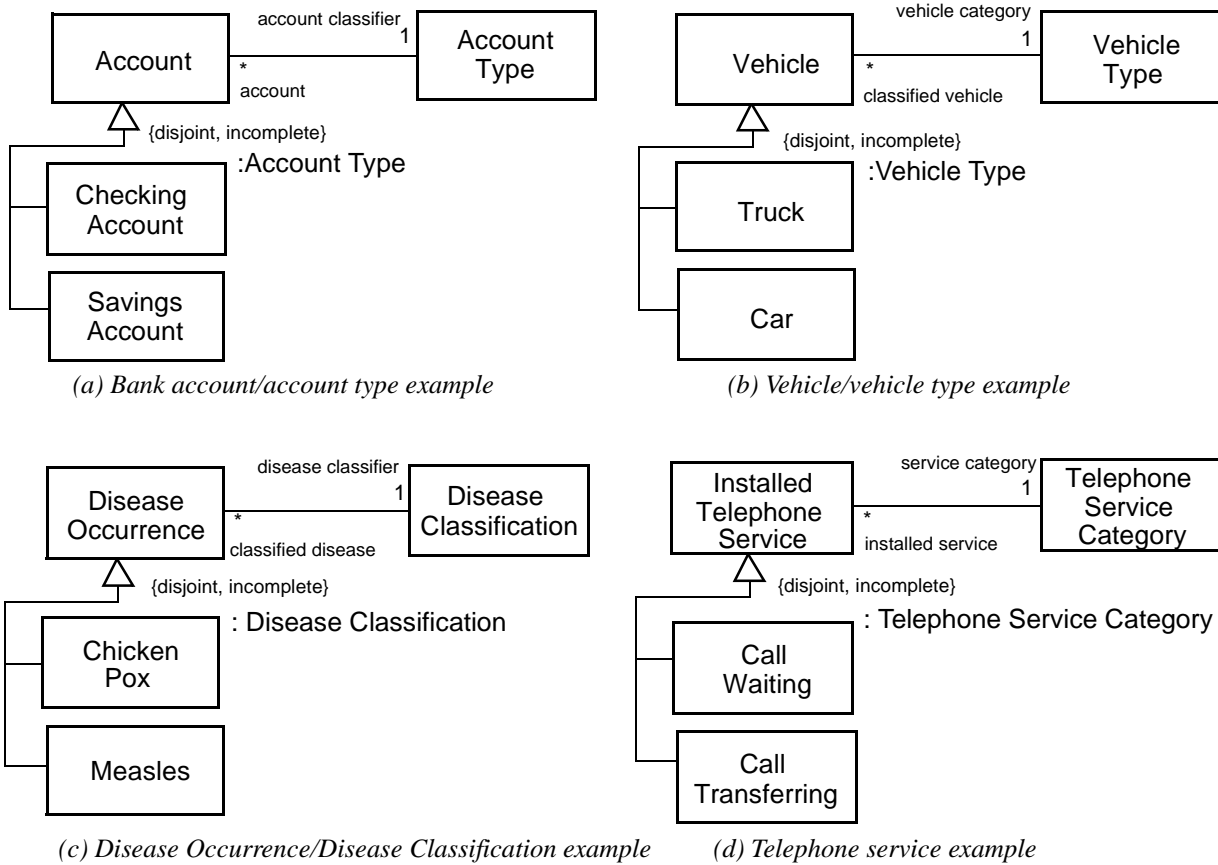 account classifier
1
Account
Account
Type
*
account
{disjoint, incomplete}
:Account Type
Checking
Account
Savings
Account
(a) Bank account/account type example
vehicle category
1
Vehicle
Vehicle
Type
*
classified vehicle
{disjoint, incomplete}
:Vehicle Type
Truck
Car
(b) Vehicle/vehicle type example
disease classifier
1
Disease
Occurrence
Disease
Classification
*
classified disease
{disjoint, incomplete}
: Disease Classification
Chicken
Pox
Measles
(c) Disease Occurrence/Disease Classification example
service category
1
Installed
Telephone
Service
Telephone
Service
Category
*
installed service
{disjoint, incomplete}
: Telephone Service Category
Call
Waiting
Call
Transferring
(d) Telephone service example